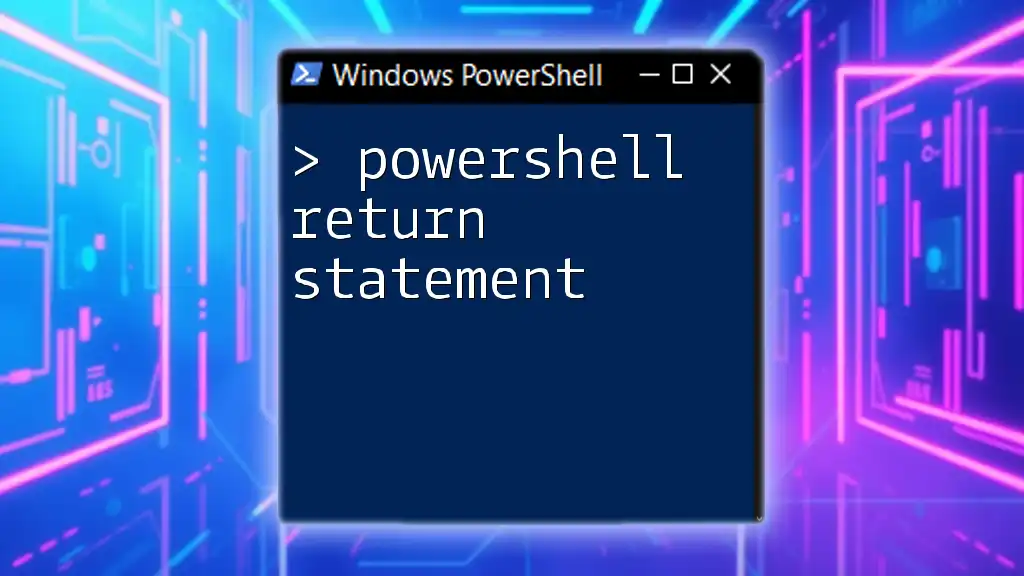 Windows PowerShell
> powershell
return
statement